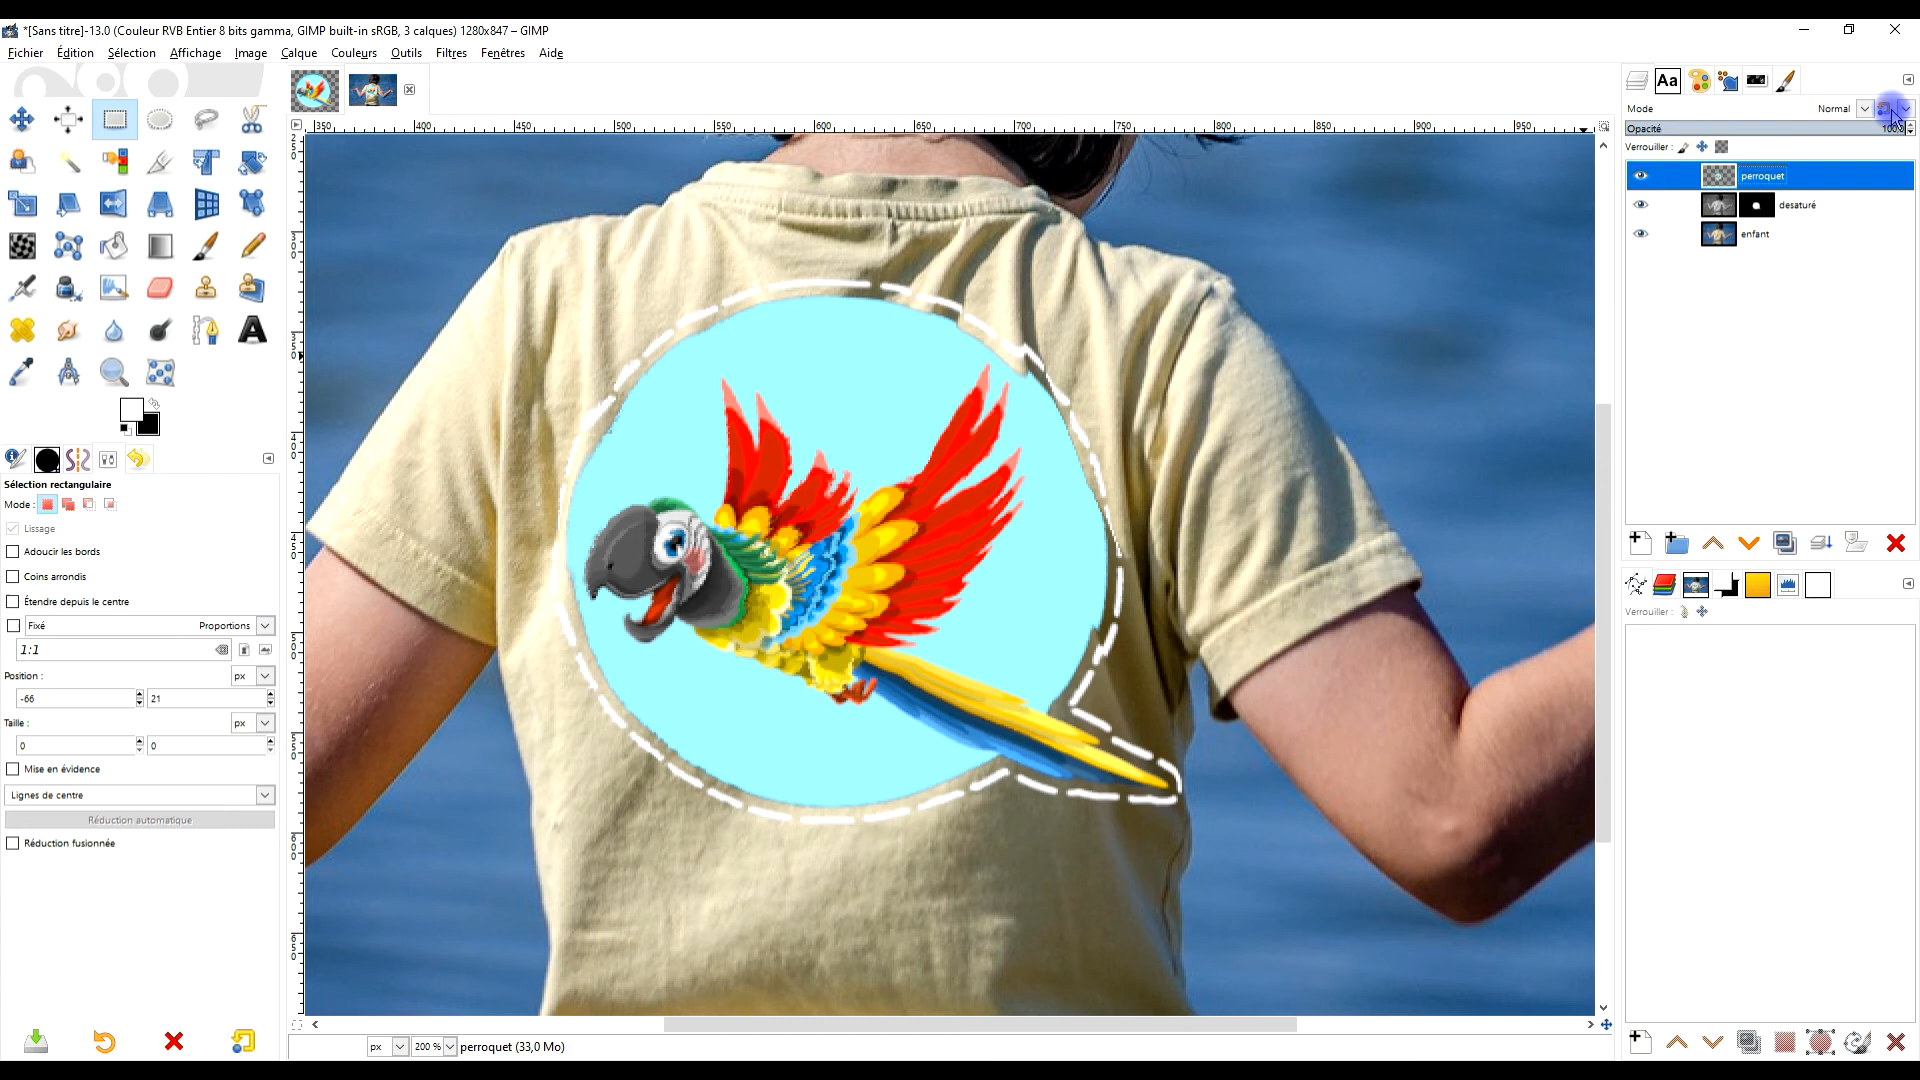 *[Sans titre]-13.0 (Couleur RVB Entier 8 bits gamma, GIMP built-in sRGB, 3 calques) 1280x847 – GIMP
Fichier Édition Sélection Affichage Image Calque Couleurs Outils Filtres Fenêtres Aide
350 400 450 500 550 600 650 700 750 800 850 900 950
Sélection rectangulaire
Mode :
Lissage
Adoucir les bords
Coins arrondis
Étendre depuis le centre
Fixé Proportions
1:1
Position : px
-66 21
Taille : px
0 0
Mise en évidence
Lignes de centre
Réduction automatique
Réduction fusionnée
px 200 % perroquet (33,0 Mo)
Aa
Mode Normal
Opacité
Verrouiller :
perroquet
desaturé
enfant
Verrouiller :